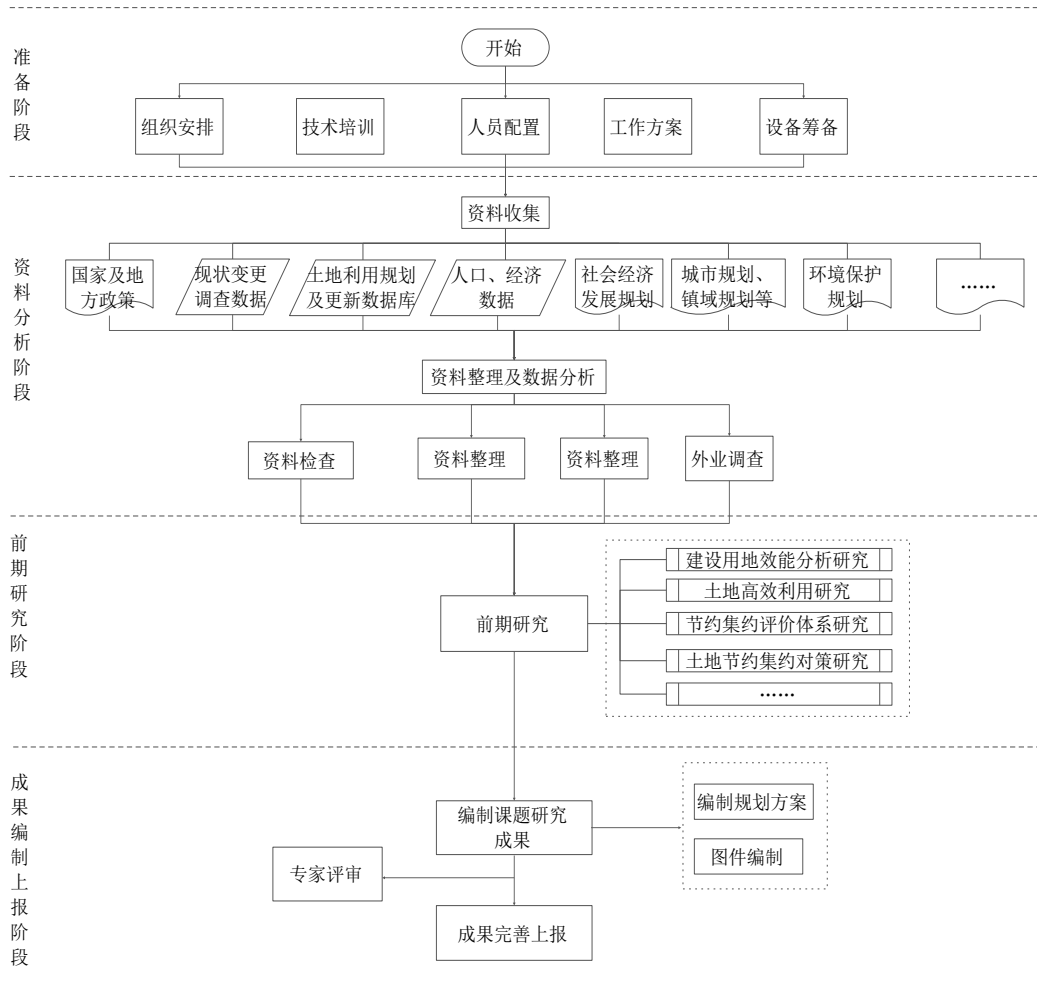 准备阶段
开始
组织安排
技术培训
人员配置
工作方案
设备筹备
资料分析阶段
资料收集
国家及地
方政策
现状变更
调查数据
土地利用规划
及更新数据库
人口、经济
数据
社会经济
发展规划
城市规划、
镇域规划等
环境保护
规划
……
资料整理及数据分析
资料检查
资料整理
资料整理
外业调查
前期研究阶段
前期研究
建设用地效能分析研究
土地高效利用研究
节约集约评价体系研究
土地节约集约对策研究
……
成果编制上报阶段
编制课题研究
成果
编制规划方案
图件编制
专家评审
成果完善上报